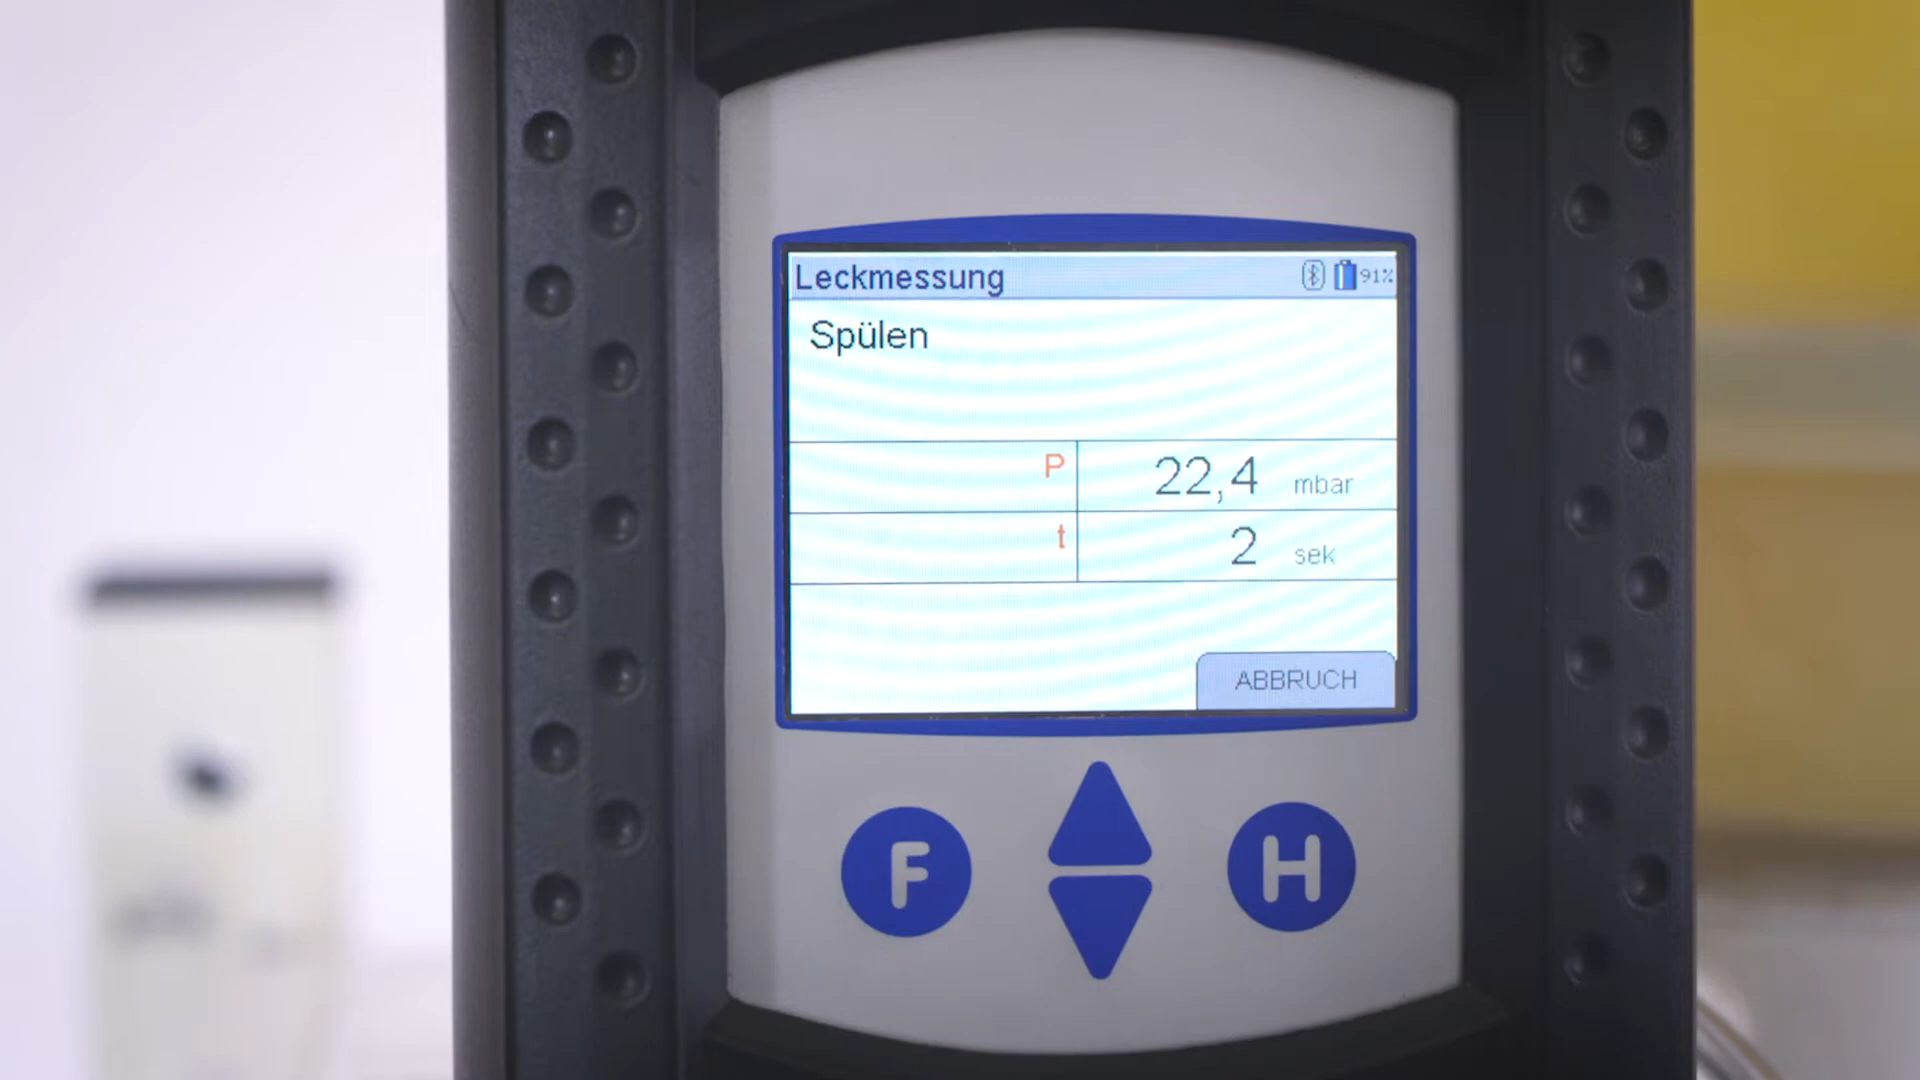 Leckmessung 91%
Spülen
P 22,4 mbar
t 2 sek
ABBRUCH
F H